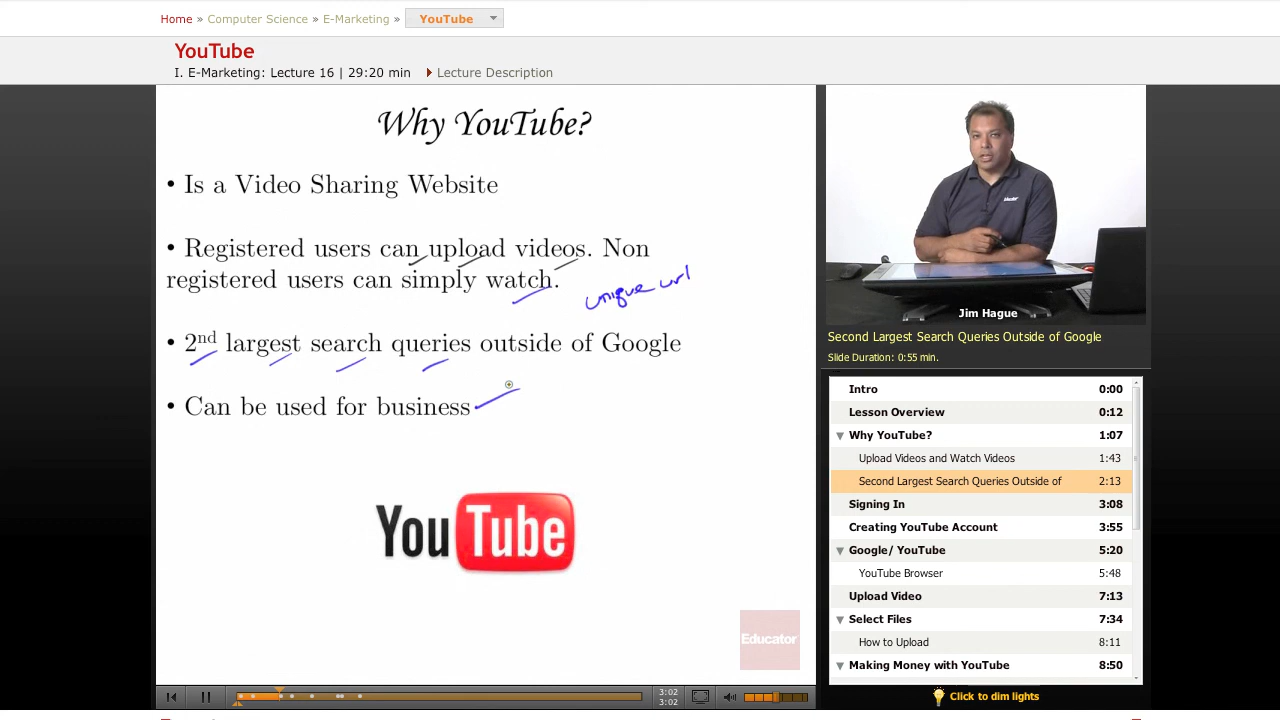 Home » Computer Science » E-Marketing » YouTube
YouTube
I. E-Marketing: Lecture 16 | 29:20 min Lecture Description
Why YouTube?
• Is a Video Sharing Website
• Registered users can upload videos. Non
registered users can simply watch.
unique url
• 2nd largest search queries outside of Google
• Can be used for business
YouTube
Educator
Jim Hague
Second Largest Search Queries Outside of Google
Slide Duration: 0:55 min.
Intro 0:00
Lesson Overview 0:12
Why YouTube? 1:07
Upload Videos and Watch Videos 1:43
Second Largest Search Queries Outside of 2:13
Signing In 3:08
Creating YouTube Account 3:55
Google/ YouTube 5:20
YouTube Browser 5:48
Upload Video 7:13
Select Files 7:34
How to Upload 8:11
Making Money with YouTube 8:50
3:02
3:02
Click to dim lights